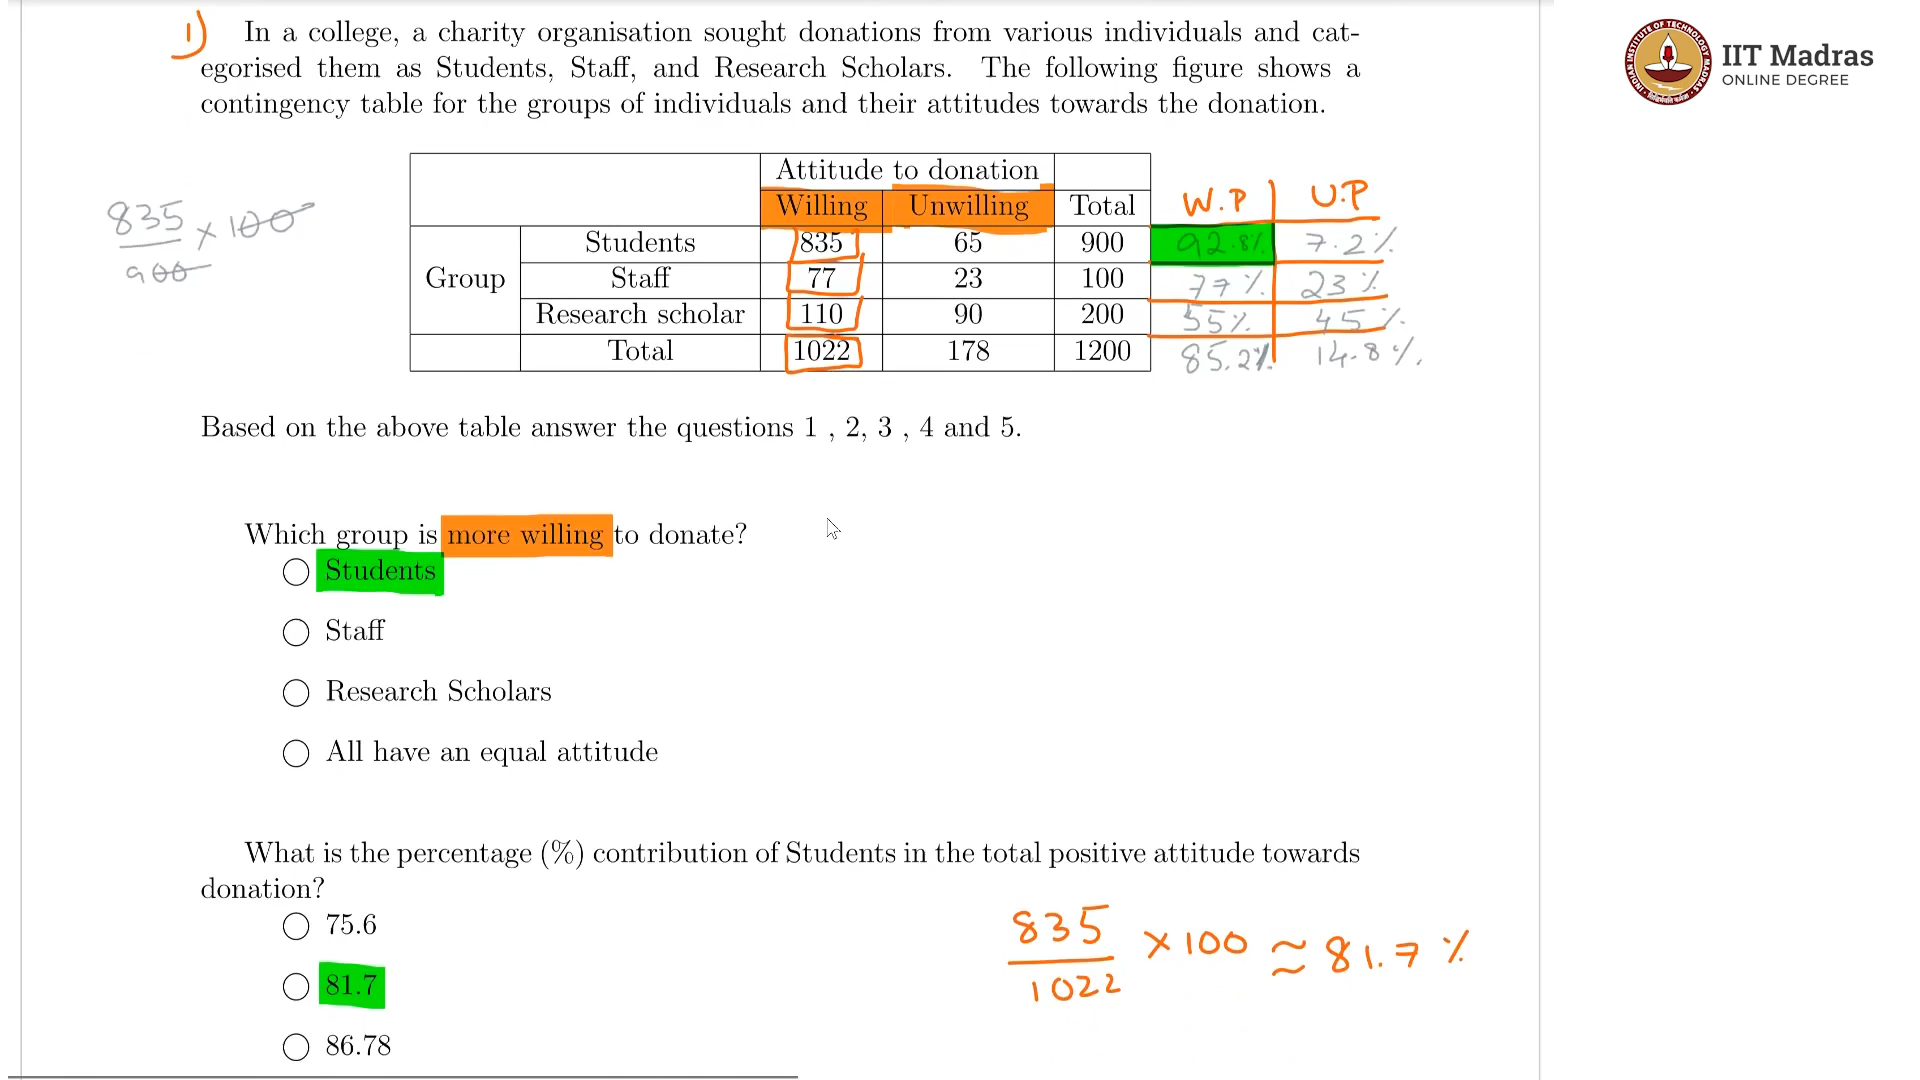 1) In a college, a charity organisation sought donations from various individuals and cat-
egorised them as Students, Staff, and Research Scholars. The following figure shows a
contingency table for the groups of individuals and their attitudes towards the donation.
IIT Madras
ONLINE DEGREE
Attitude to donation
Willing Unwilling Total W.P U.P
835/900 x 100
Students 835 65 900 92.8% 7.2%
Group Staff 77 23 100 77% 23%
Research scholar 110 90 200 55% 45%
Total 1022 178 1200 85.2% 14.8%
Based on the above table answer the questions 1 , 2, 3 , 4 and 5.
Which group is more willing to donate?
Students
Staff
Research Scholars
All have an equal attitude
What is the percentage (%) contribution of Students in the total positive attitude towards
donation?
75.6
835/1022 x 100 ≈ 81.7 %
81.7
86.78